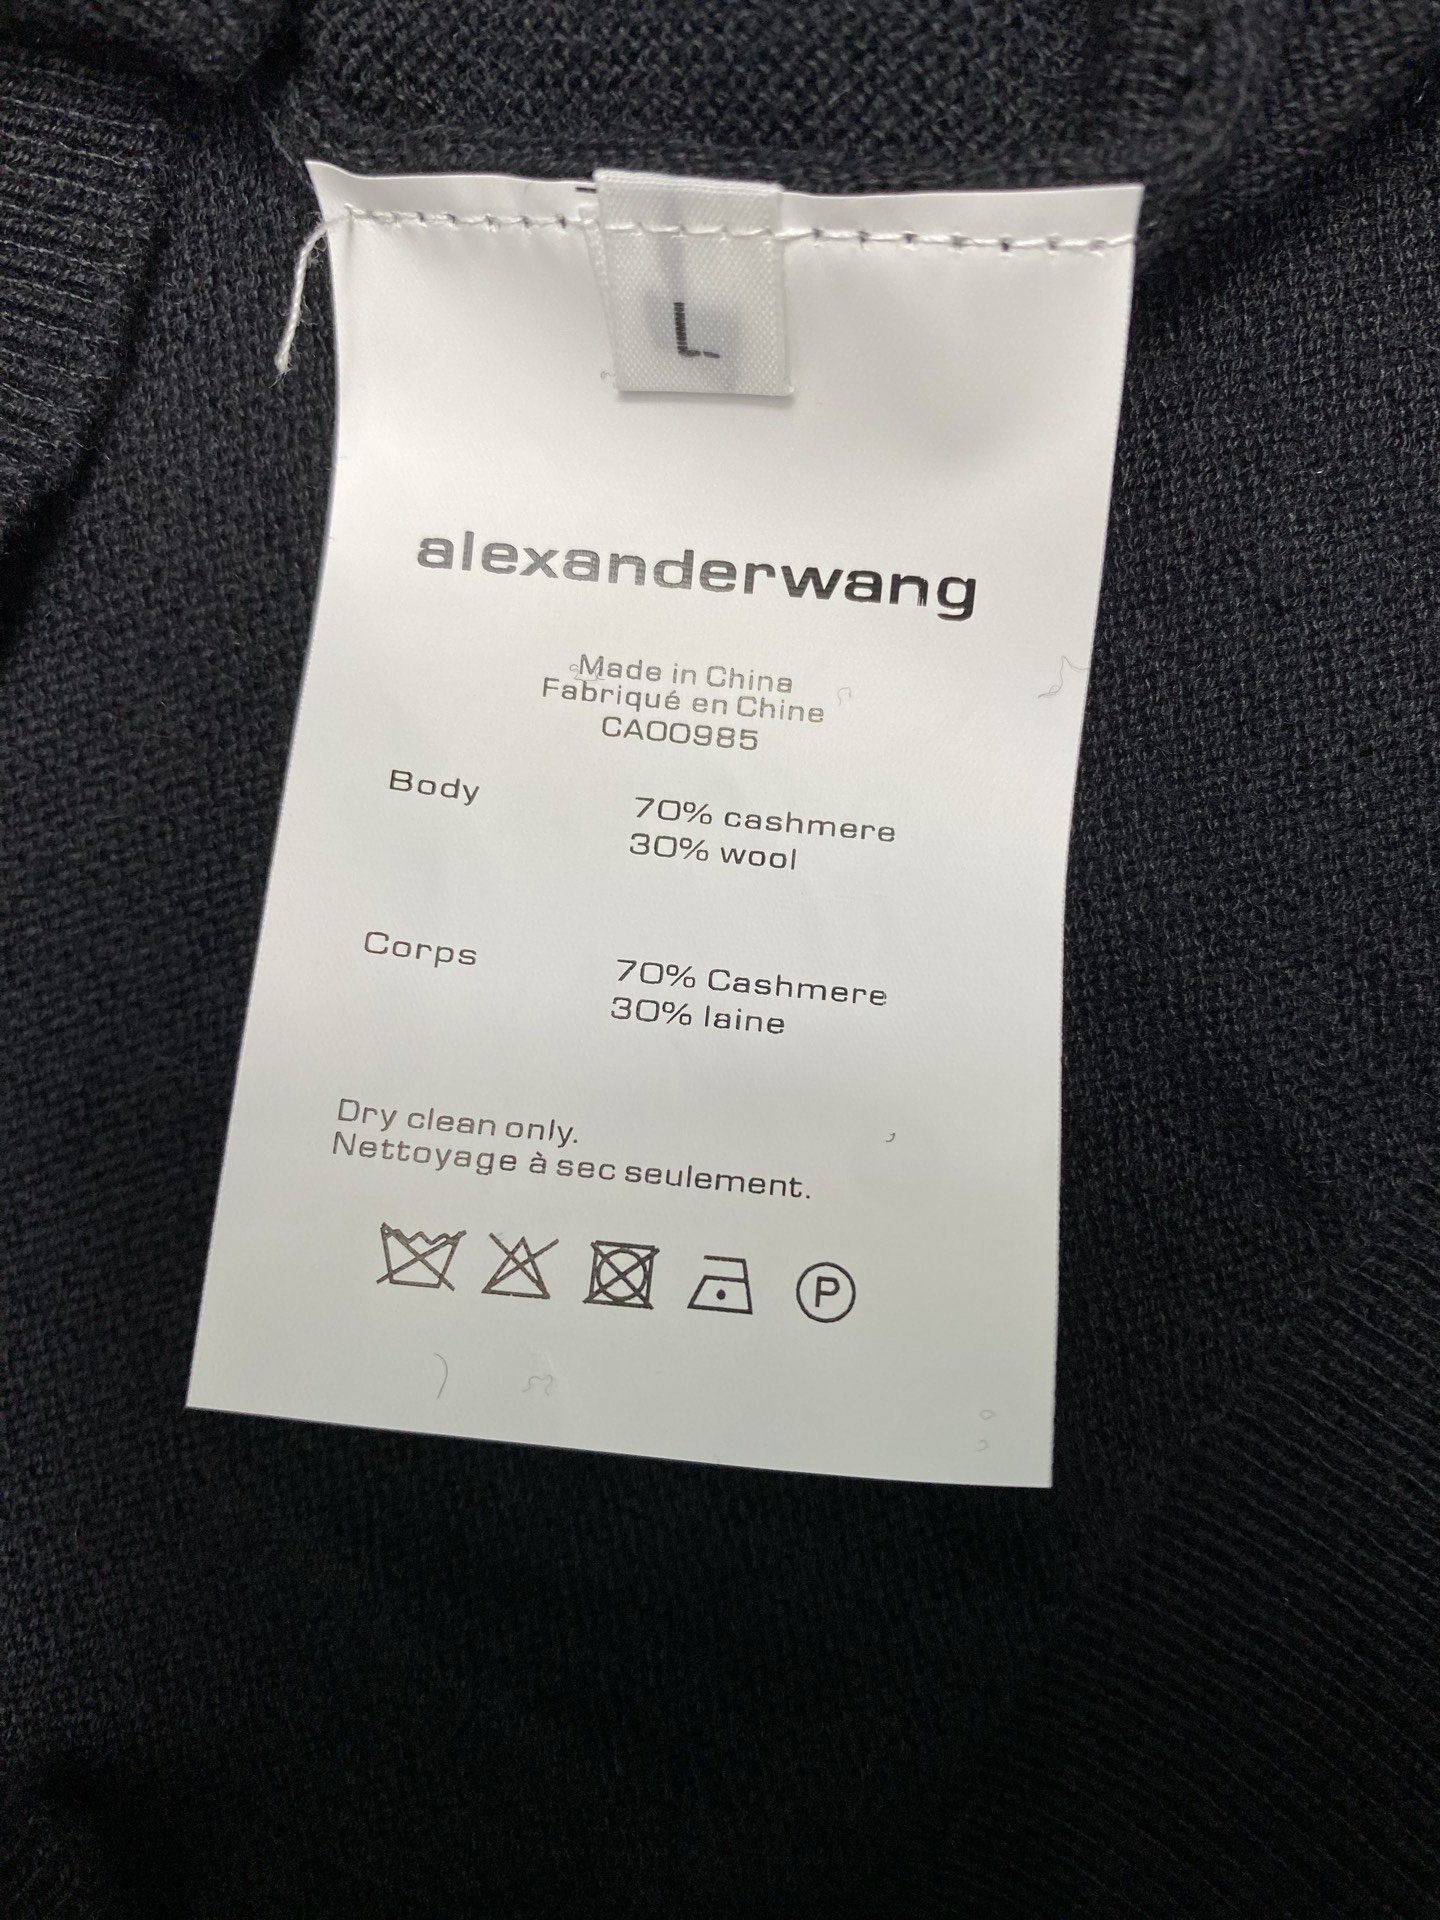 L
alexanderwang
Made in China
Fabriqué en Chine
CA00985
Body 70% cashmere
30% wool
Corps 70% Cashmere
30% laine
Dry clean only.
Nettoyage à sec seulement.
P